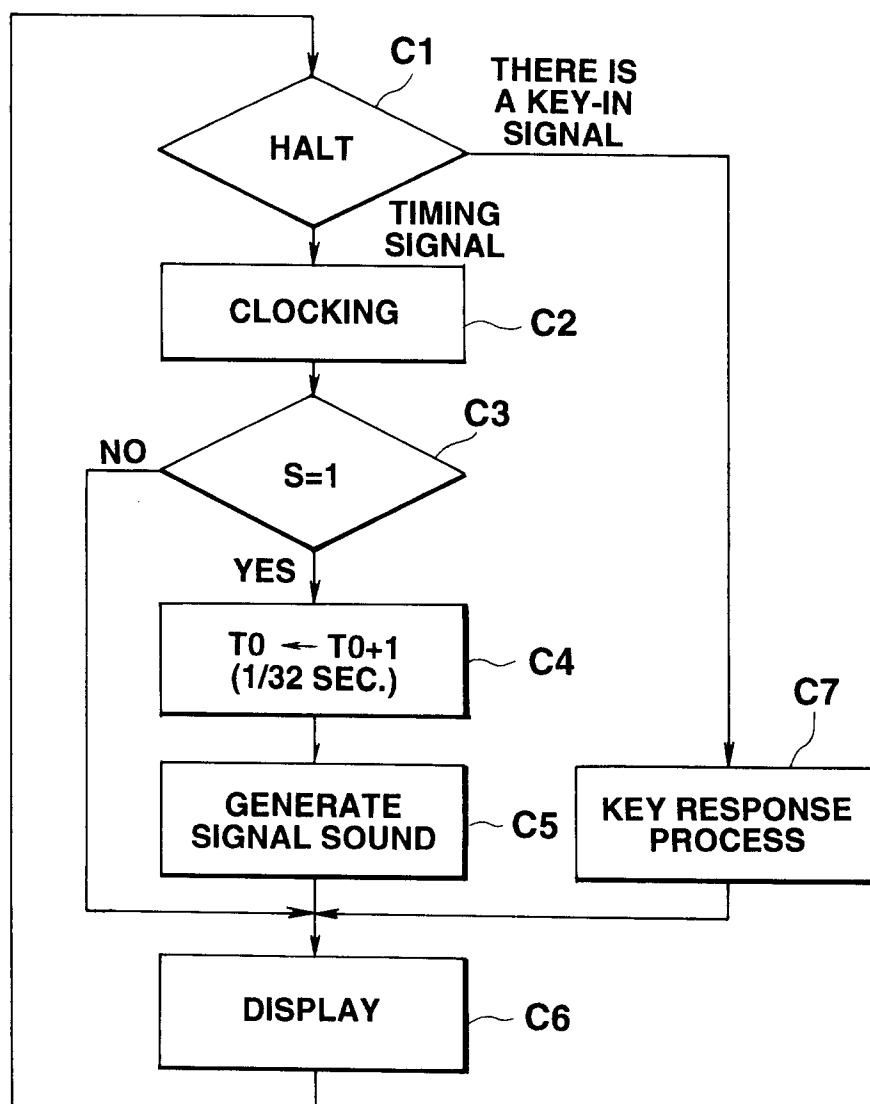 C1
THERE IS
A KEY-IN
SIGNAL
HALT
TIMING
SIGNAL
CLOCKING
C2
C3
NO
S=1
YES
T0 ← T0+1
(1/32 SEC.)
C4
C7
GENERATE
SIGNAL SOUND
C5
KEY RESPONSE
PROCESS
DISPLAY
C6